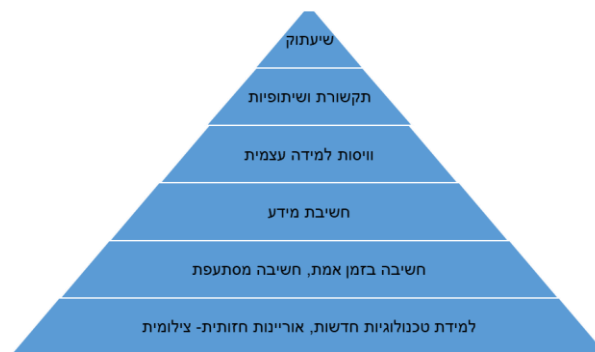 שיעתוק
תקשורת ושיתופיות
וויסות למידה עצמית
חשיבת מידע
חשיבה בזמן אמת, חשיבה מסתעפת
למידת טכנולוגיות חדשות, אוריינות חזותית- צילומית